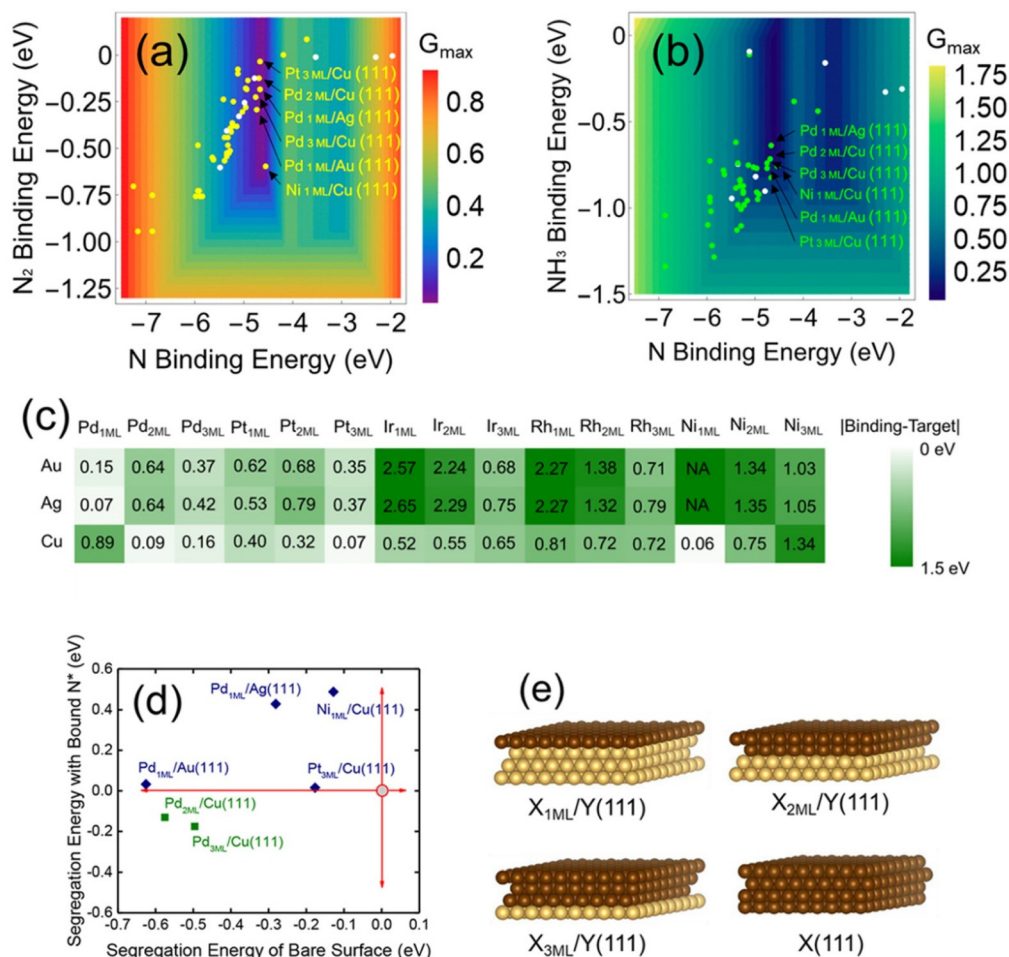 (a)
N₂ Binding Energy (eV)
0
−0.25
−0.50
−0.75
−1.00
−1.25
−7 −6 −5 −4 −3 −2
N Binding Energy (eV)
Pt 3 ML/Cu (111)
Pd 2 ML/Cu (111)
Pd 1 ML/Ag (111)
Pd 3 ML/Cu (111)
Pd 1 ML/Au (111)
Ni 1 ML/Cu (111)
Gmax
0.8
0.6
0.4
0.2
(b)
NH₃ Binding Energy (eV)
0
−0.5
−1.0
−1.5
−7 −6 −5 −4 −3 −2
N Binding Energy (eV)
Pd 1 ML/Ag (111)
Pd 2 ML/Cu (111)
Pd 3 ML/Cu (111)
Ni 1 ML/Cu (111)
Pd 1 ML/Au (111)
Pt 3 ML/Cu (111)
Gmax
1.75
1.50
1.25
1.00
0.75
0.50
0.25
(c)
Pd1ML Pd2ML Pd3ML Pt1ML Pt2ML Pt3ML Ir1ML Ir2ML Ir3ML Rh1ML Rh2ML Rh3ML Ni1ML Ni2ML Ni3ML
Au 0.15 0.64 0.37 0.62 0.68 0.35 2.57 2.24 0.68 2.27 1.38 0.71 NA 1.34 1.03
Ag 0.07 0.64 0.42 0.53 0.79 0.37 2.65 2.29 0.75 2.27 1.32 0.79 NA 1.35 1.05
Cu 0.89 0.09 0.16 0.40 0.32 0.07 0.52 0.55 0.65 0.81 0.72 0.72 0.06 0.75 1.34
|Binding-Target|
0 eV
1.5 eV
(d)
Segregation Energy with Bound N* (eV)
0.6
0.4
0.2
0.0
-0.2
-0.4
-0.6
-0.7 -0.6 -0.5 -0.4 -0.3 -0.2 -0.1 0.0 0.1
Segregation Energy of Bare Surface (eV)
Pd1ML/Ag(111)
Ni1ML/Cu(111)
Pd1ML/Au(111)
Pt3ML/Cu(111)
Pd2ML/Cu(111)
Pd3ML/Cu(111)
(e)
X1ML/Y(111)
X2ML/Y(111)
X3ML/Y(111)
X(111)